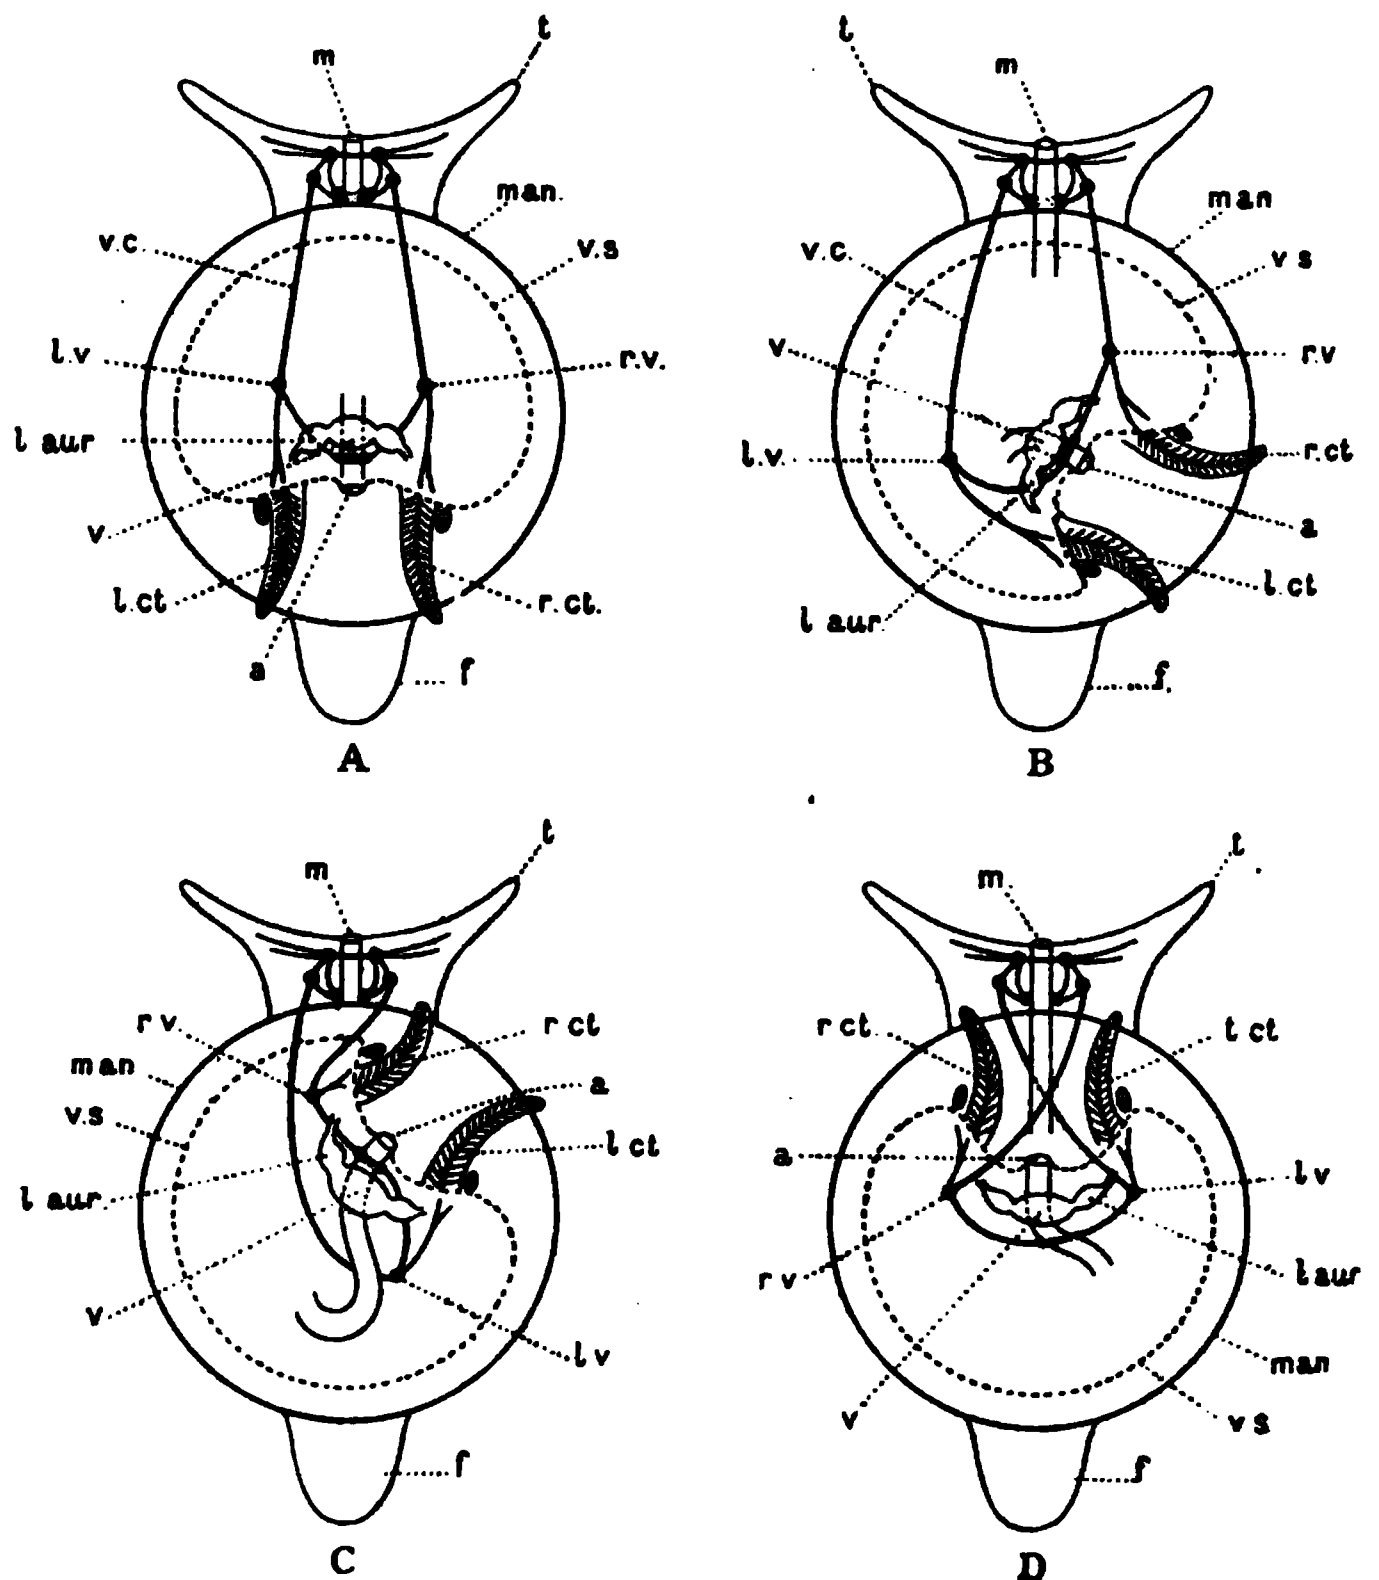 t
m
man.
v.c.
v.s
l.v
r.v.
l aur
v
l.ct
r.ct.
a
f
A
t
m
man
v.c.
v s
v
r.v
l.v.
r.ct
a
l.ct
l aur.
f.
B
t
m
r v.
r ct
man
a
v.s
l ct
l aur.
v
l v
f
C
t
m.
r ct
t ct
a
l v
r v
l aur
man
v
v s
f
D